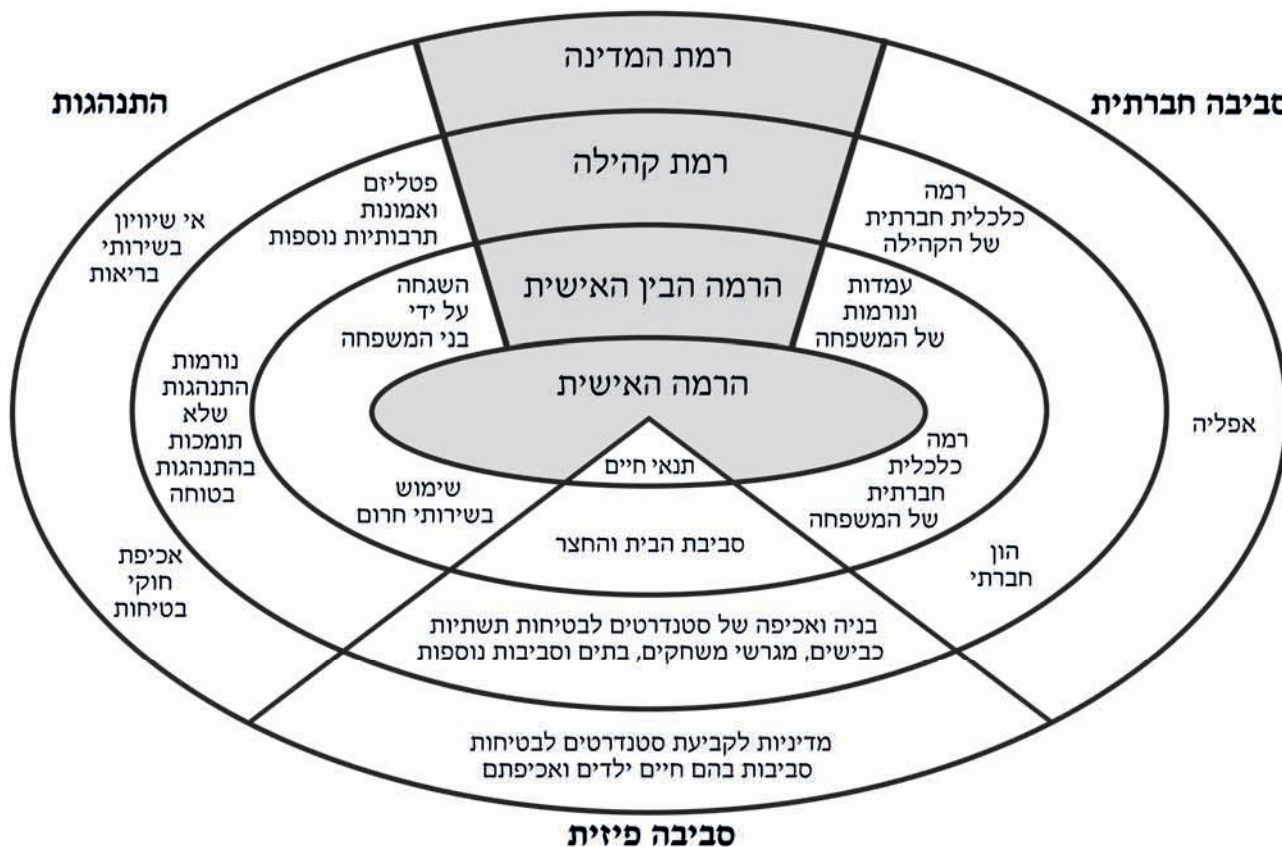 רמת המדינה
רמת קהילה
הרמה הבין האישית
הרמה האישית
סביבה חברתית
רמה
כלכלית חברתית
של הקהילה
עמדות
ונורמות
של המשפחה
אפליה
רמה
כלכלית
חברתית
של המשפחה
הון
חברתי
התנהגות
פטליזם
ואמונות
תרבותיות נוספות
אי שיוויון
בשירותי
בריאות
השגחה
על ידי
בני המשפחה
נורמות
התנהגות
שלא
תומכות
בהתנהגות
בטוחה
שימוש
בשירותי חרום
אכיפת
חוקי
בטיחות
תנאי חיים
סביבת הבית והחצר
בניה ואכיפה של סטנדרטים לבטיחות תשתיות
כבישים, מגרשי משחקים, בתים וסביבות נוספות
מדיניות לקביעת סטנדרטים לבטיחות
סביבות בהם חיים ילדים ואכיפתם
סביבה פיזית